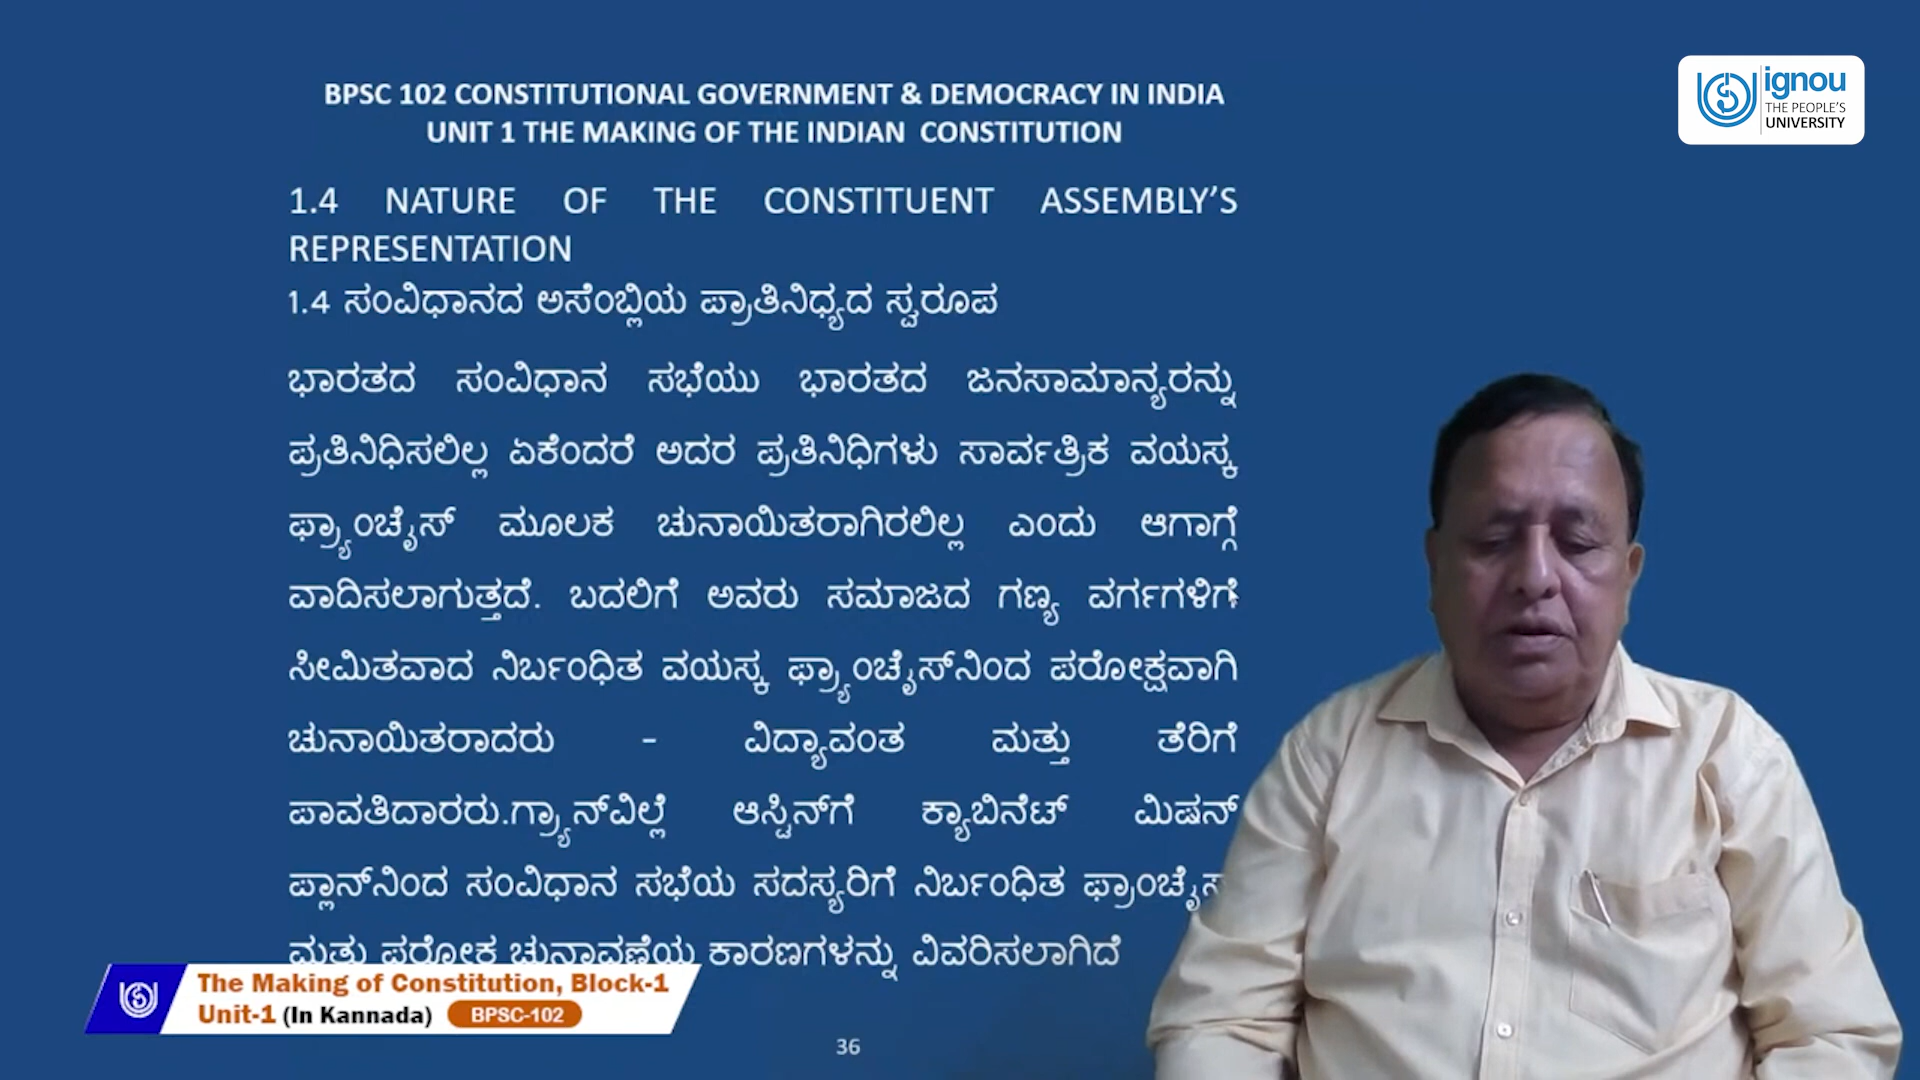 BPSC 102 CONSTITUTIONAL GOVERNMENT & DEMOCRACY IN INDIA
UNIT 1 THE MAKING OF THE INDIAN CONSTITUTION
ignou
THE PEOPLE'S
UNIVERSITY
1.4 NATURE OF THE CONSTITUENT ASSEMBLY’S
REPRESENTATION
1.4 ಸಂವಿಧಾನದ ಅಸೆಂಬ್ಲಿಯ ಪ್ರಾತಿನಿಧ್ಯದ ಸ್ವರೂಪ
ಭಾರತದ ಸಂವಿಧಾನ ಸಭೆಯು ಭಾರತದ ಜನಸಾಮಾನ್ಯರನ್ನು
ಪ್ರತಿನಿಧಿಸಲಿಲ್ಲ ಏಕೆಂದರೆ ಅದರ ಪ್ರತಿನಿಧಿಗಳು ಸಾರ್ವತ್ರಿಕ ವಯಸ್ಕ
ಫ್ರ್ಯಾಂಚೈಸ್ ಮೂಲಕ ಚುನಾಯಿತರಾಗಿರಲಿಲ್ಲ ಎಂದು ಆಗಾಗ್ಗೆ
ವಾದಿಸಲಾಗುತ್ತದೆ. ಬದಲಿಗೆ ಅವರು ಸಮಾಜದ ಗಣ್ಯ ವರ್ಗಗಳಿಗೆ
ಸೀಮಿತವಾದ ನಿರ್ಬಂಧಿತ ವಯಸ್ಕ ಫ್ರ್ಯಾಂಚೈಸ್‌ನಿಂದ ಪರೋಕ್ಷವಾಗಿ
ಚುನಾಯಿತರಾದರು - ವಿದ್ಯಾವಂತ ಮತ್ತು ತೆರಿಗೆ
ಪಾವತಿದಾರರು.ಗ್ರ್ಯಾನ್‌ವಿಲ್ಲೆ ಆಸ್ಟಿನ್‌ಗೆ ಕ್ಯಾಬಿನೆಟ್ ಮಿಷನ್
ಪ್ಲಾನ್‌ನಿಂದ ಸಂವಿಧಾನ ಸಭೆಯ ಸದಸ್ಯರಿಗೆ ನಿರ್ಬಂಧಿತ ಫ್ರಾಂಚೈಸ್
ಮತ್ತು ಪರೋಕ್ಷ ಚುನಾವಣೆಯ ಕಾರಣಗಳನ್ನು ವಿವರಿಸಲಾಗಿದೆ
The Making of Constitution, Block-1
Unit-1 (In Kannada) BPSC-102
36